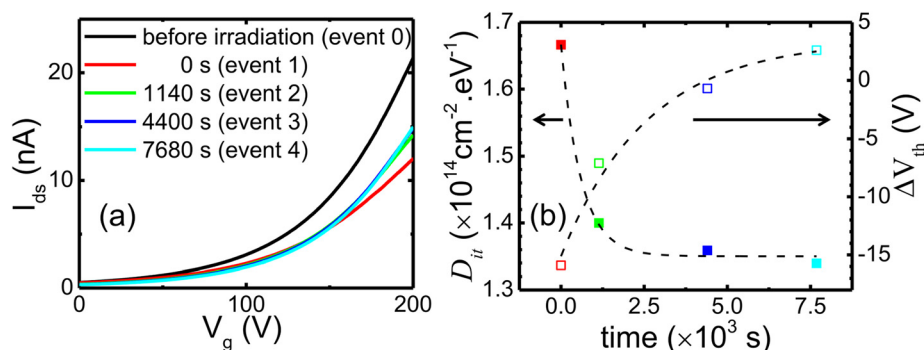 before irradiation (event 0)
0 s (event 1)
1140 s (event 2)
4400 s (event 3)
7680 s (event 4)
(a)
20
10
0
I_ds (nA)
0
100
200
V_g (V)
(b)
1.7
1.6
1.5
1.4
1.3
D_it (×10^14 cm^-2.eV^-1)
5
0
-5
-10
-15
ΔV_th (V)
0.0
2.5
5.0
7.5
time (×10^3 s)